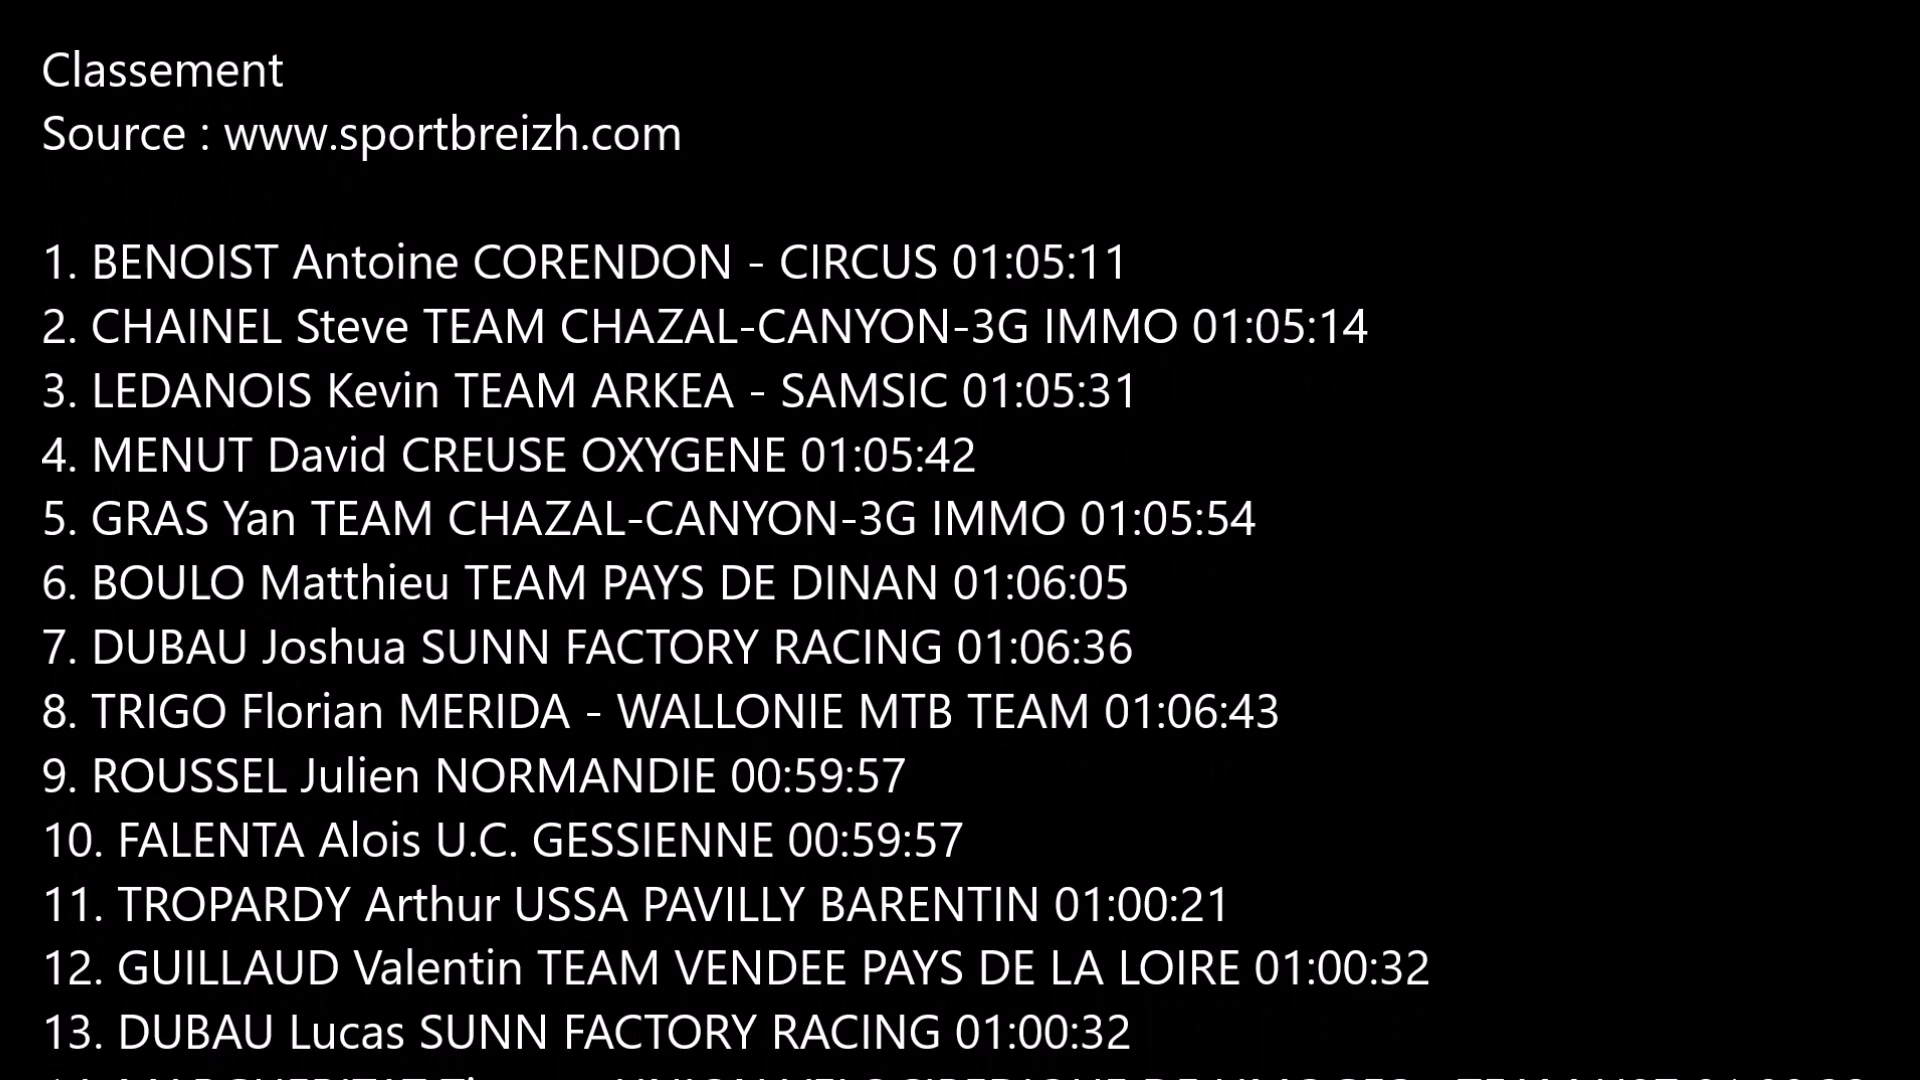 Classement
Source : www.sportbreizh.com
1. BENOIST Antoine CORENDON - CIRCUS 01:05:11
2. CHAINEL Steve TEAM CHAZAL-CANYON-3G IMMO 01:05:14
3. LEDANOIS Kevin TEAM ARKEA - SAMSIC 01:05:31
4. MENUT David CREUSE OXYGENE 01:05:42
5. GRAS Yan TEAM CHAZAL-CANYON-3G IMMO 01:05:54
6. BOULO Matthieu TEAM PAYS DE DINAN 01:06:05
7. DUBAU Joshua SUNN FACTORY RACING 01:06:36
8. TRIGO Florian MERIDA - WALLONIE MTB TEAM 01:06:43
9. ROUSSEL Julien NORMANDIE 00:59:57
10. FALENTA Alois U.C. GESSIENNE 00:59:57
11. TROPARDY Arthur USSA PAVILLY BARENTIN 01:00:21
12. GUILLAUD Valentin TEAM VENDEE PAYS DE LA LOIRE 01:00:32
13. DUBAU Lucas SUNN FACTORY RACING 01:00:32